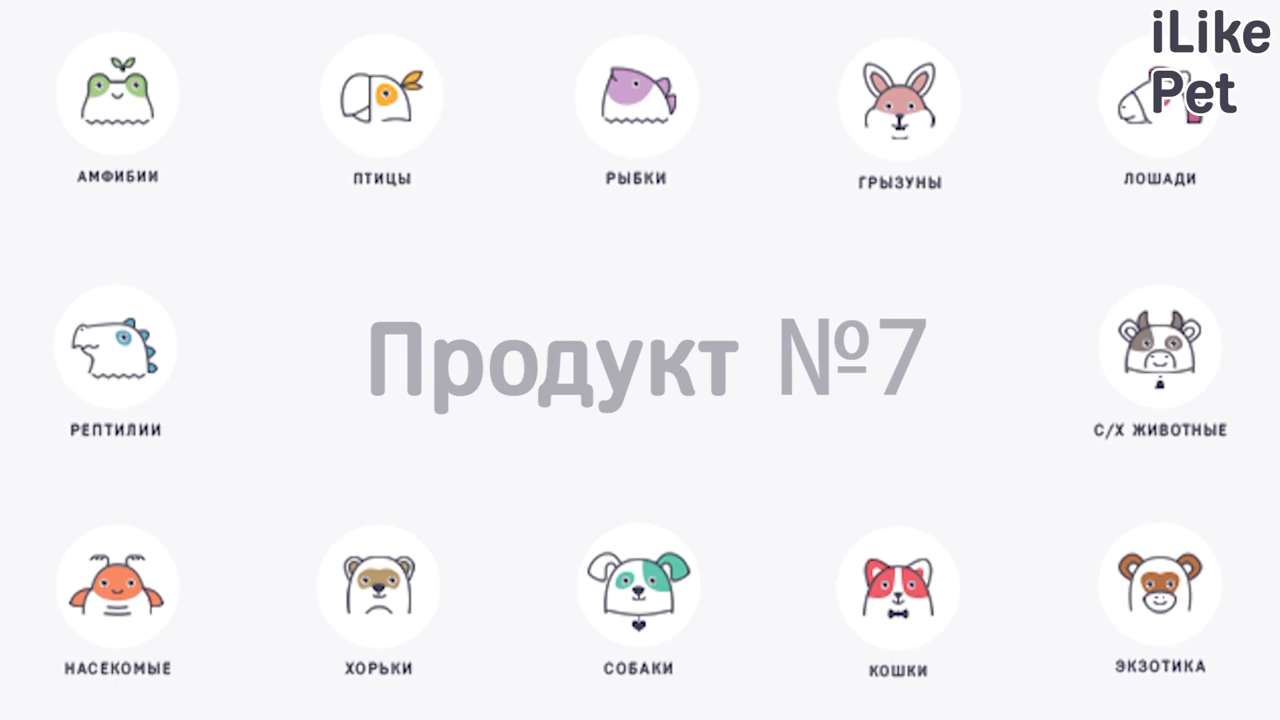 iLike
Pet
АМФИБИИ
ПТИЦЫ
РЫБКИ
ГРЫЗУНЫ
ЛОШАДИ
Продукт №7
РЕПТИЛИИ
С/Х ЖИВОТНЫЕ
НАСЕКОМЫЕ
ХОРЬКИ
СОБАКИ
КОШКИ
ЭКЗОТИКА